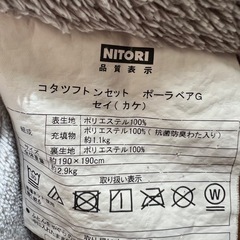 NITORI
品質表示
コタツフトンセット ポーラベアG
セイ(カケ)
表生地 ポリエステル100%
組成 充填物 ポリエステル100%(抗菌防臭わた入り)
約1.1kg
裏生地 ポリエステル100%
約190×190cm
約2.9kg
取り扱い表示